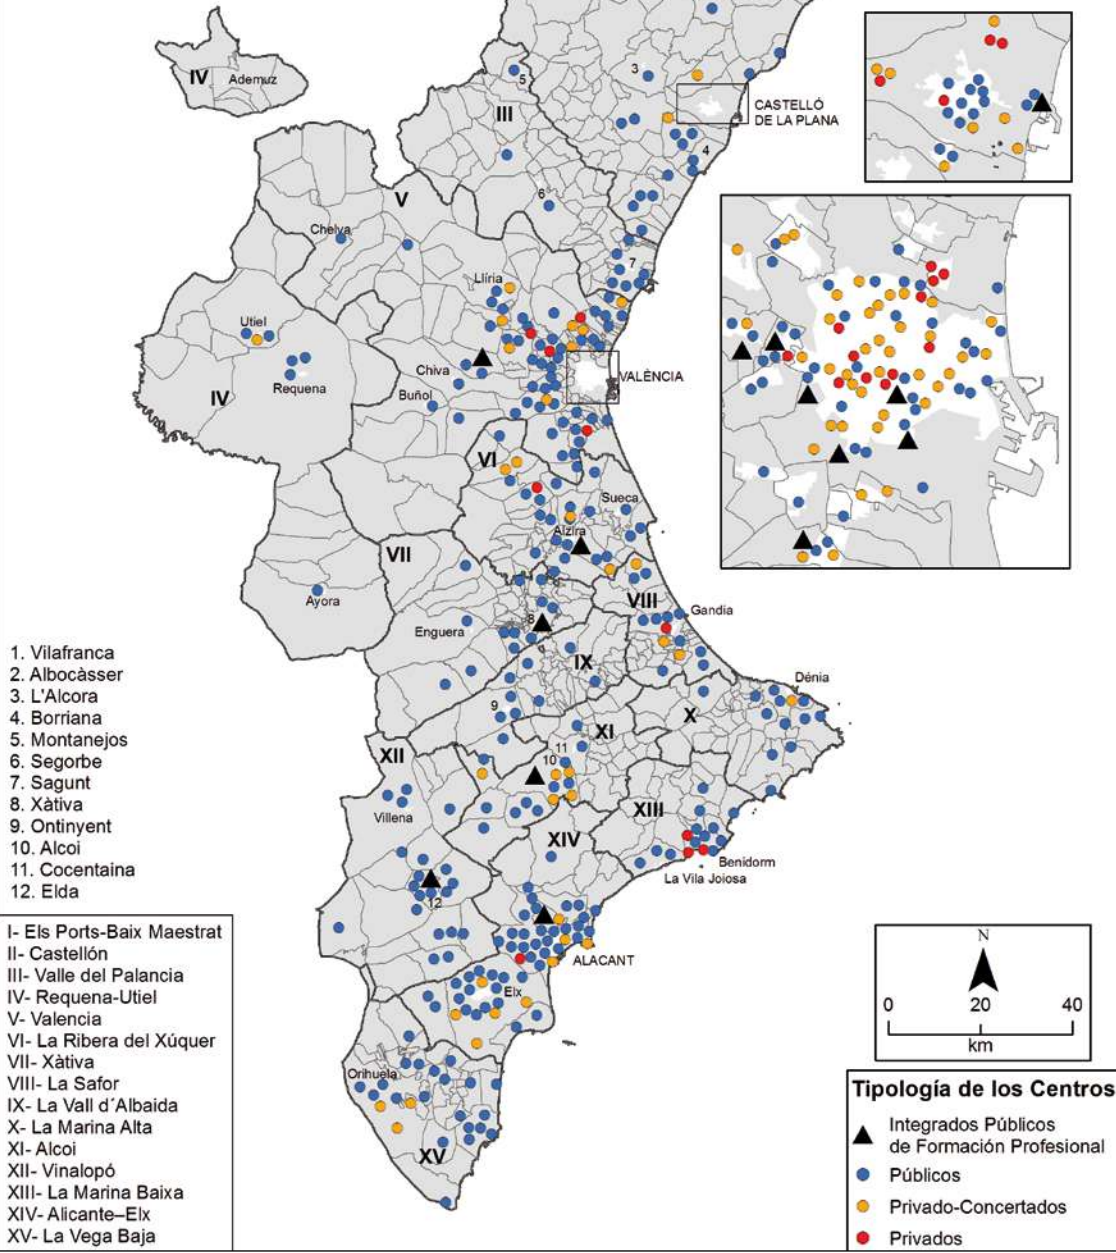 IV
Ademuz
5
3
III
CASTELLÓ
DE LA PLANA
4
V
6
Chelva
7
Llíria
Utiel
Requena
IV
Chiva
Buñol
VALÈNCIA
VI
Sueca
Alzira
VII
VIII
Ayora
Gandia
8
Enguera
IX
Dénia
9
X
XI
11
10
XII
Villena
XIII
XIV
Benidorm
La Vila Joiosa
12
ALACANT
Elx
Orihuela
XV
1. Vilafranca
2. Albocàsser
3. L'Alcora
4. Borriana
5. Montanejos
6. Segorbe
7. Sagunt
8. Xàtiva
9. Ontinyent
10. Alcoi
11. Cocentaina
12. Elda
I- Els Ports-Baix Maestrat
II- Castellón
III- Valle del Palancia
IV- Requena-Utiel
V- Valencia
VI- La Ribera del Xúquer
VII- Xàtiva
VIII- La Safor
IX- La Vall d´Albaida
X- La Marina Alta
XI- Alcoi
XII- Vinalopó
XIII- La Marina Baixa
XIV- Alicante–Elx
XV- La Vega Baja
N
0 20 40
km
Tipología de los Centros
Integrados Públicos
de Formación Profesional
Públicos
Privado-Concertados
Privados